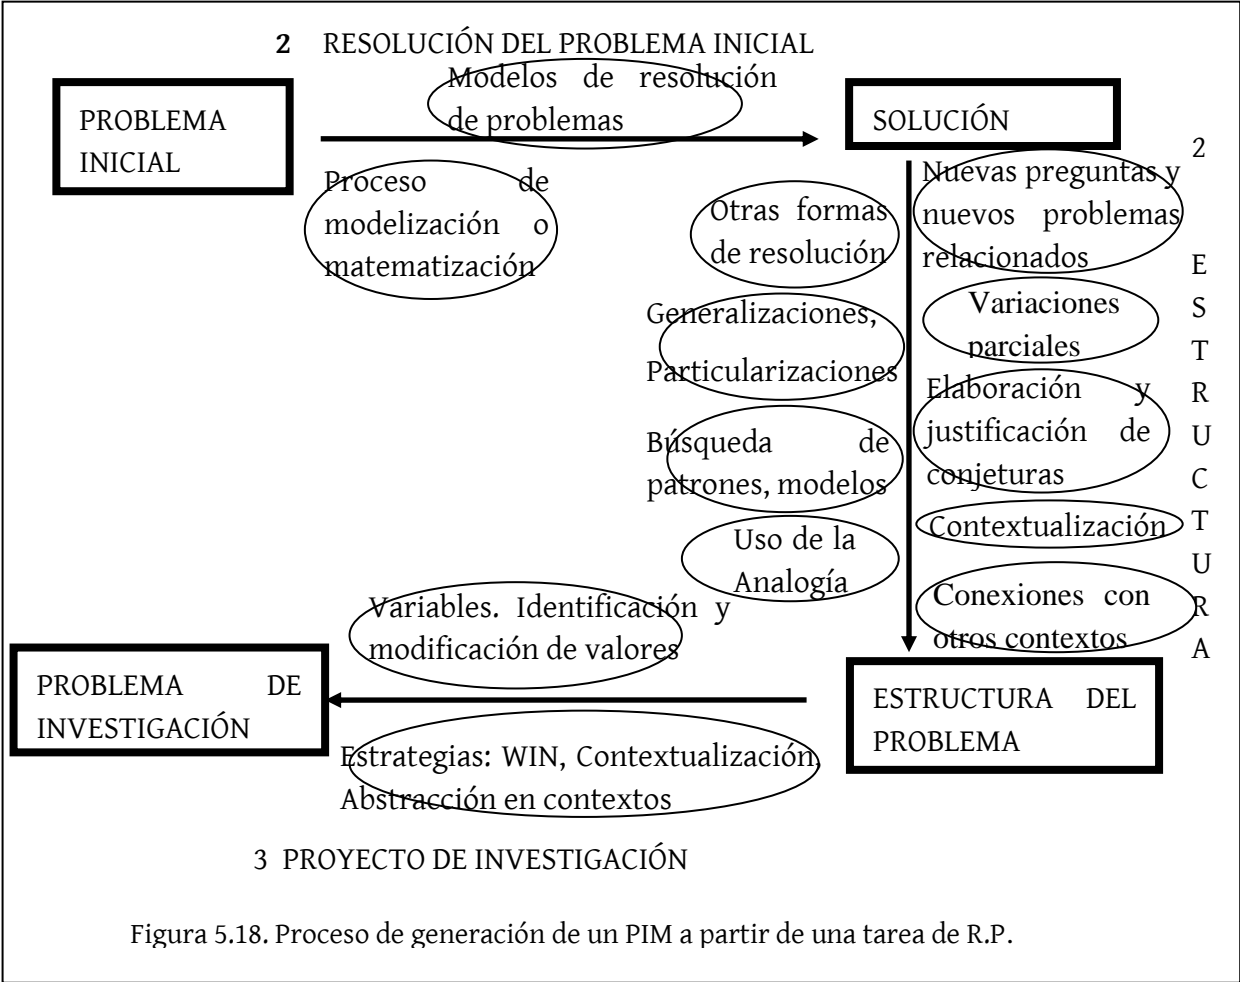 2 RESOLUCIÓN DEL PROBLEMA INICIAL
Modelos de resolución
de problemas
PROBLEMA
INICIAL
SOLUCIÓN
Proceso de
modelización o
matematización
Otras formas
de resolución
Generalizaciones,
Particularizaciones
Búsqueda de
patrones, modelos
Uso de la
Analogía
Nuevas preguntas y
nuevos problemas
relacionados
Variaciones
parciales
Elaboración y
justificación de
conjeturas
Contextualización
Conexiones con
otros contextos
2
E
S
T
R
U
C
T
U
R
A
Variables. Identificación y
modificación de valores
PROBLEMA DE
INVESTIGACIÓN
ESTRUCTURA DEL
PROBLEMA
Estrategias: WIN, Contextualización,
Abstracción en contextos
3 PROYECTO DE INVESTIGACIÓN
Figura 5.18. Proceso de generación de un PIM a partir de una tarea de R.P.